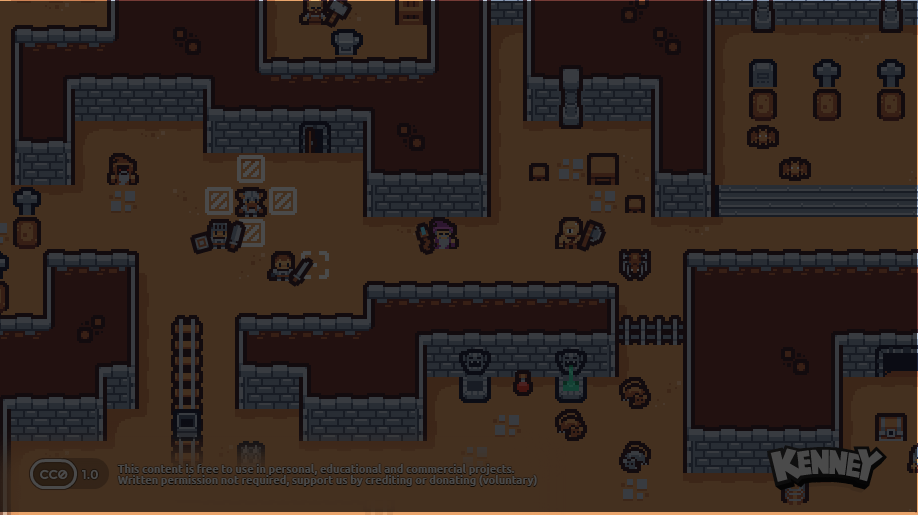 CC0 1.0
This content is free to use in personal, educational and commercial projects.
Written permission not required, support us by crediting or donating (voluntary)
KENNEY